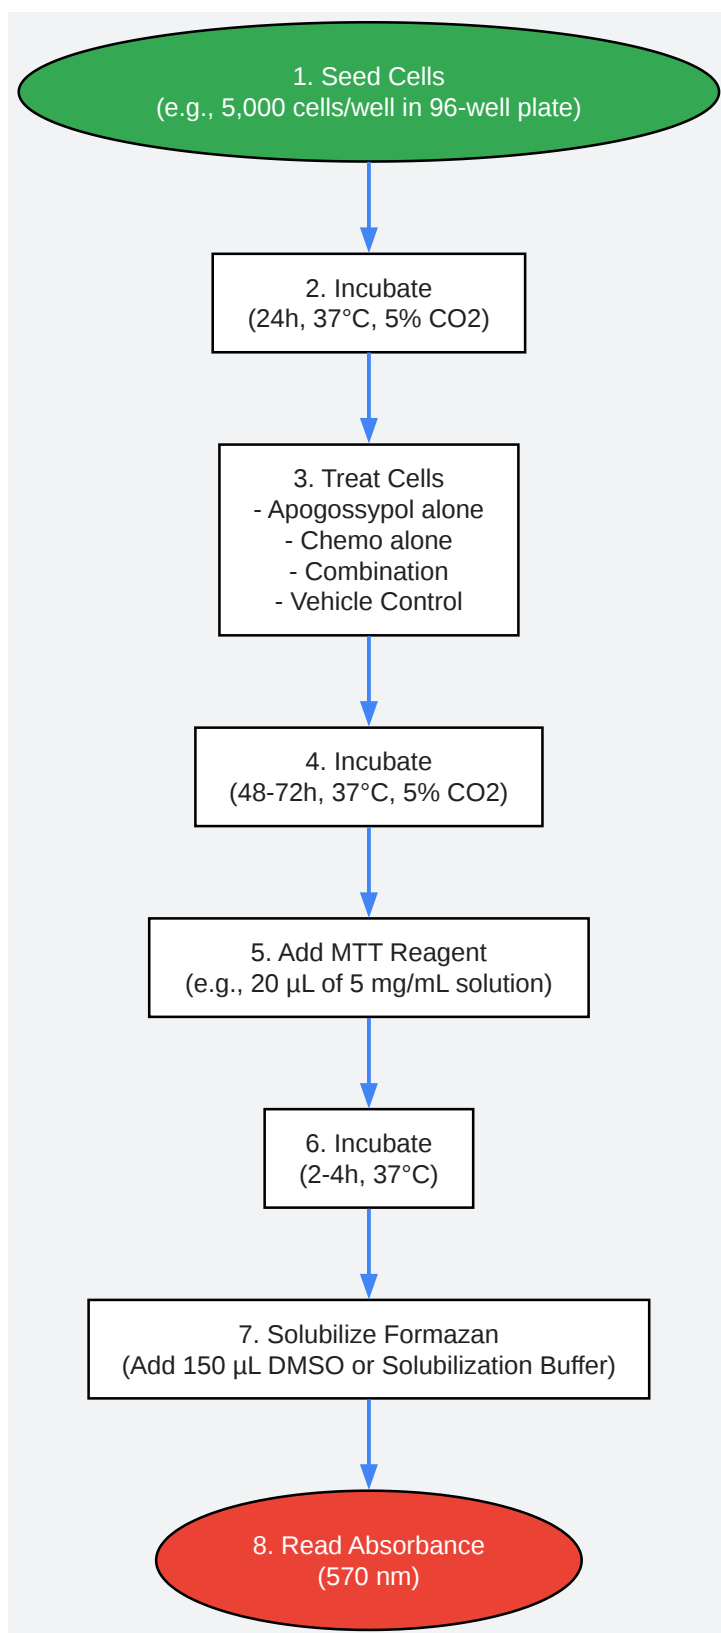 1. Seed Cells
(e.g., 5,000 cells/well in 96-well plate)
2. Incubate
(24h, 37°C, 5% CO2)
3. Treat Cells
- Apogossypol alone
- Chemo alone
- Combination
- Vehicle Control
4. Incubate
(48-72h, 37°C, 5% CO2)
5. Add MTT Reagent
(e.g., 20 µL of 5 mg/mL solution)
6. Incubate
(2-4h, 37°C)
7. Solubilize Formazan
(Add 150 µL DMSO or Solubilization Buffer)
8. Read Absorbance
(570 nm)